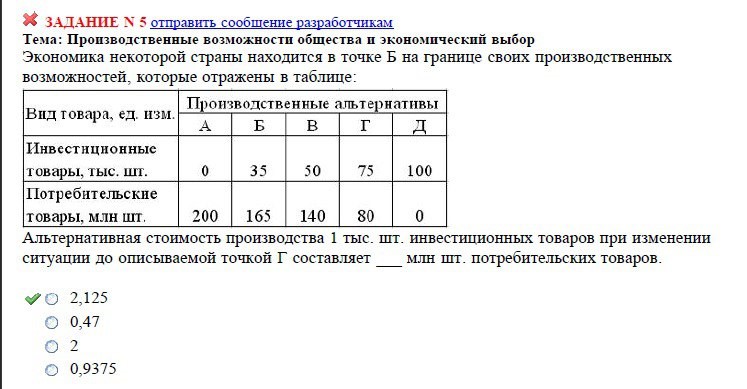 ЗАДАНИЕ N 5 отправить сообщение разработчикам
Тема: Производственные возможности общества и экономический выбор
Экономика некоторой страны находится в точке Б на границе своих производственных
возможностей, которые отражены в таблице:
Вид товара, ед. изм. Производственные альтернативы
А Б В Г Д
Инвестиционные
товары, тыс. шт. 0 35 50 75 100
Потребительские
товары, млн шт. 200 165 140 80 0
Альтернативная стоимость производства 1 тыс. шт. инвестиционных товаров при изменении
ситуации до описываемой точкой Г составляет ___ млн шт. потребительских товаров.
2,125
0,47
2
0,9375